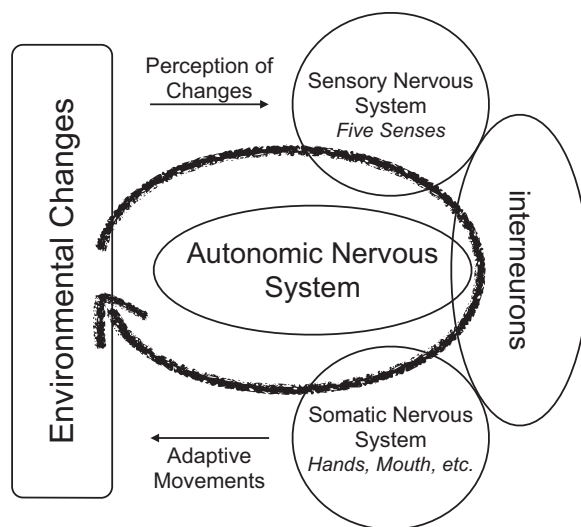 Environmental Changes
Perception of
Changes
Sensory Nervous
System
Five Senses
interneurons
Autonomic Nervous
System
Somatic Nervous
System
Hands, Mouth, etc.
Adaptive
Movements